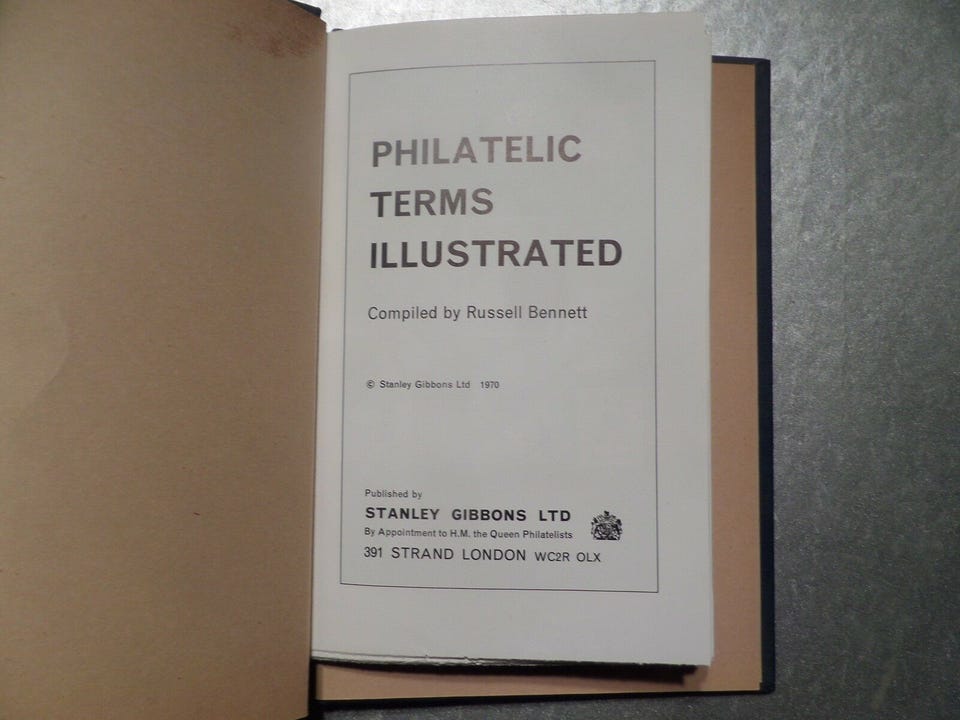 PHILATELIC
TERMS
ILLUSTRATED
Compiled by Russell Bennett
© Stanley Gibbons Ltd 1970
Published by
STANLEY GIBBONS LTD
By Appointment to H.M. the Queen Philatelists
391 STRAND LONDON WC2R OLX